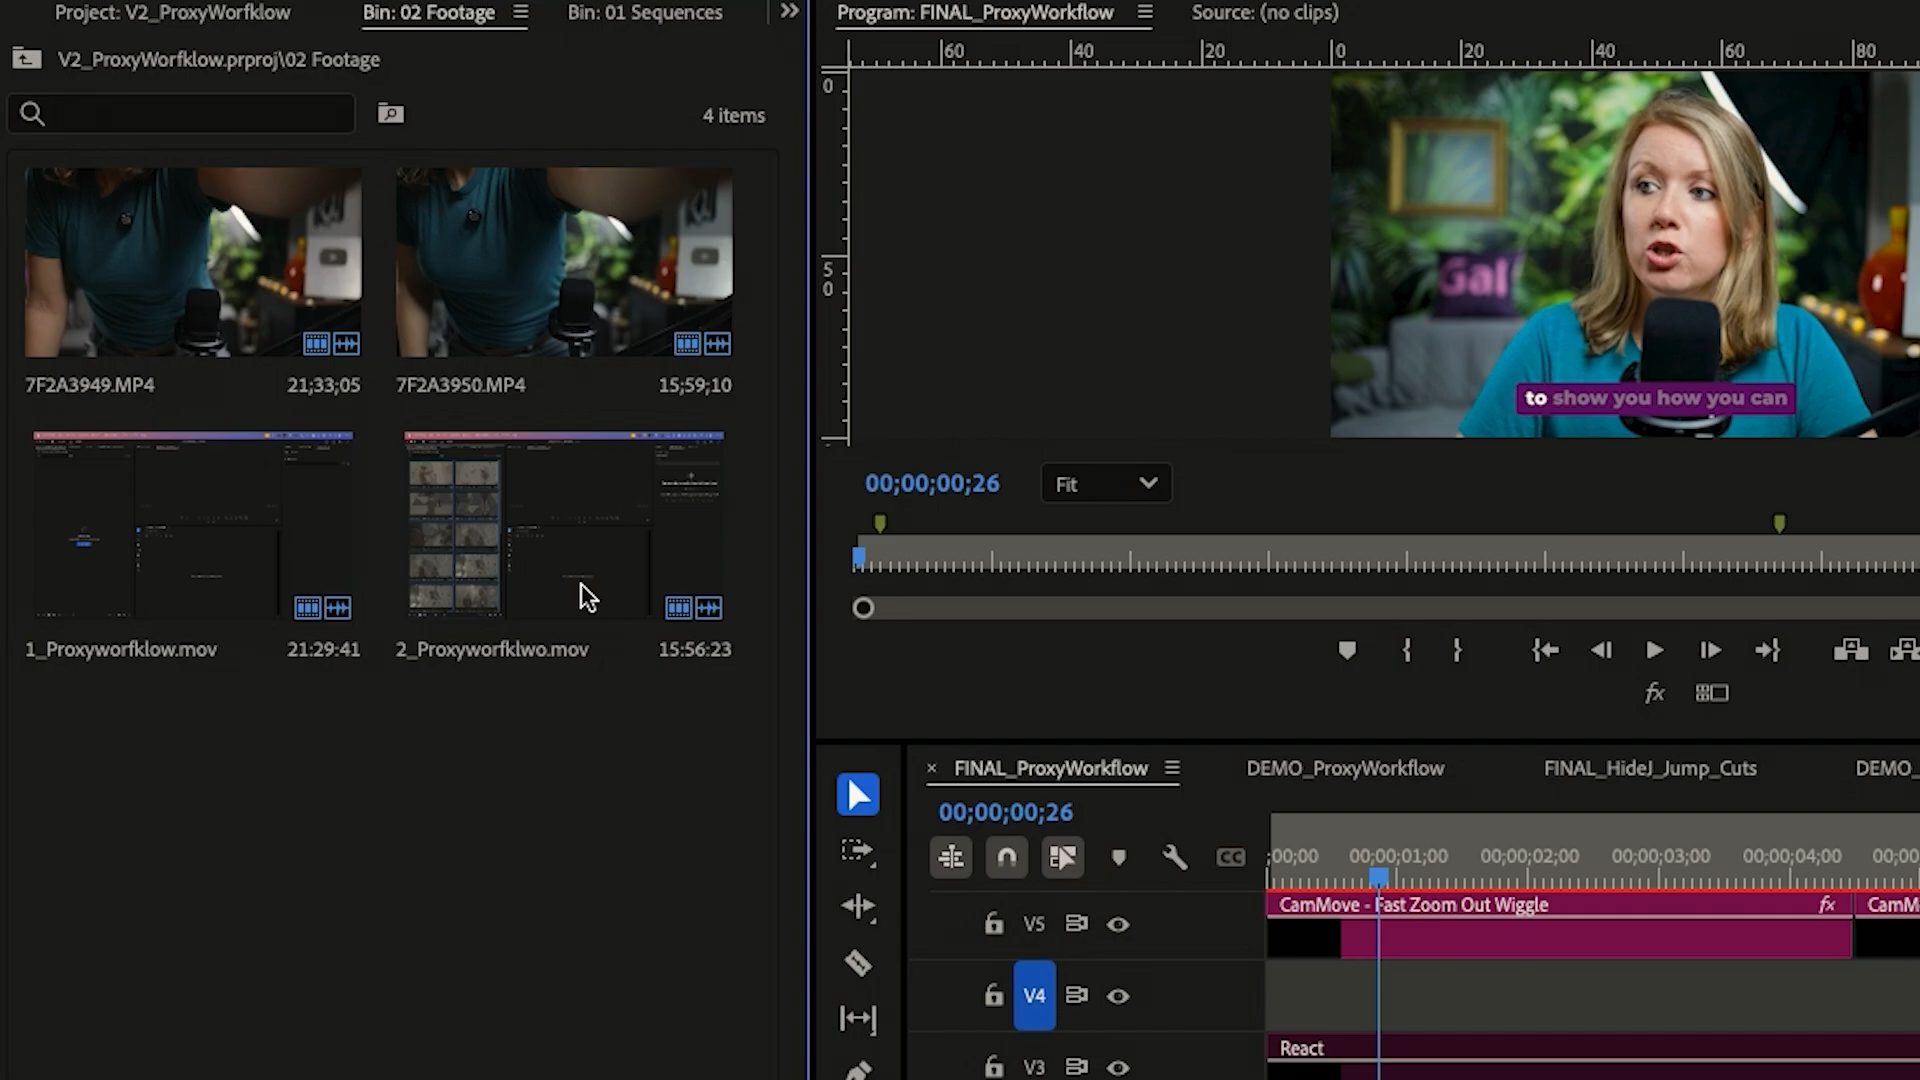 Project: V2_ProxyWorfklow
Bin: 02 Footage
Bin: 01 Sequences
V2_ProxyWorfklow.prproj\02 Footage
4 items
7F2A3949.MP4
21;33;05
7F2A3950.MP4
15;59;10
1_Proxyworfklow.mov
21:29:41
2_Proxyworfklwo.mov
15:56:23
Program: FINAL_ProxyWorkflow
Source: (no clips)
60
40
20
0
20
40
60
80
0
5
0
Gal
to show you how you can
00;00;00;26
Fit
fx
FINAL_ProxyWorkflow
DEMO_ProxyWorkflow
FINAL_HideJ_Jump_Cuts
DEMO_
00;00;00;26
CC
;00;00
00;00;01;00
00;00;02;00
00;00;03;00
00;00;04;00
00;00
V5
CamMove - Fast Zoom Out Wiggle
fx
CamM
V4
V3
React